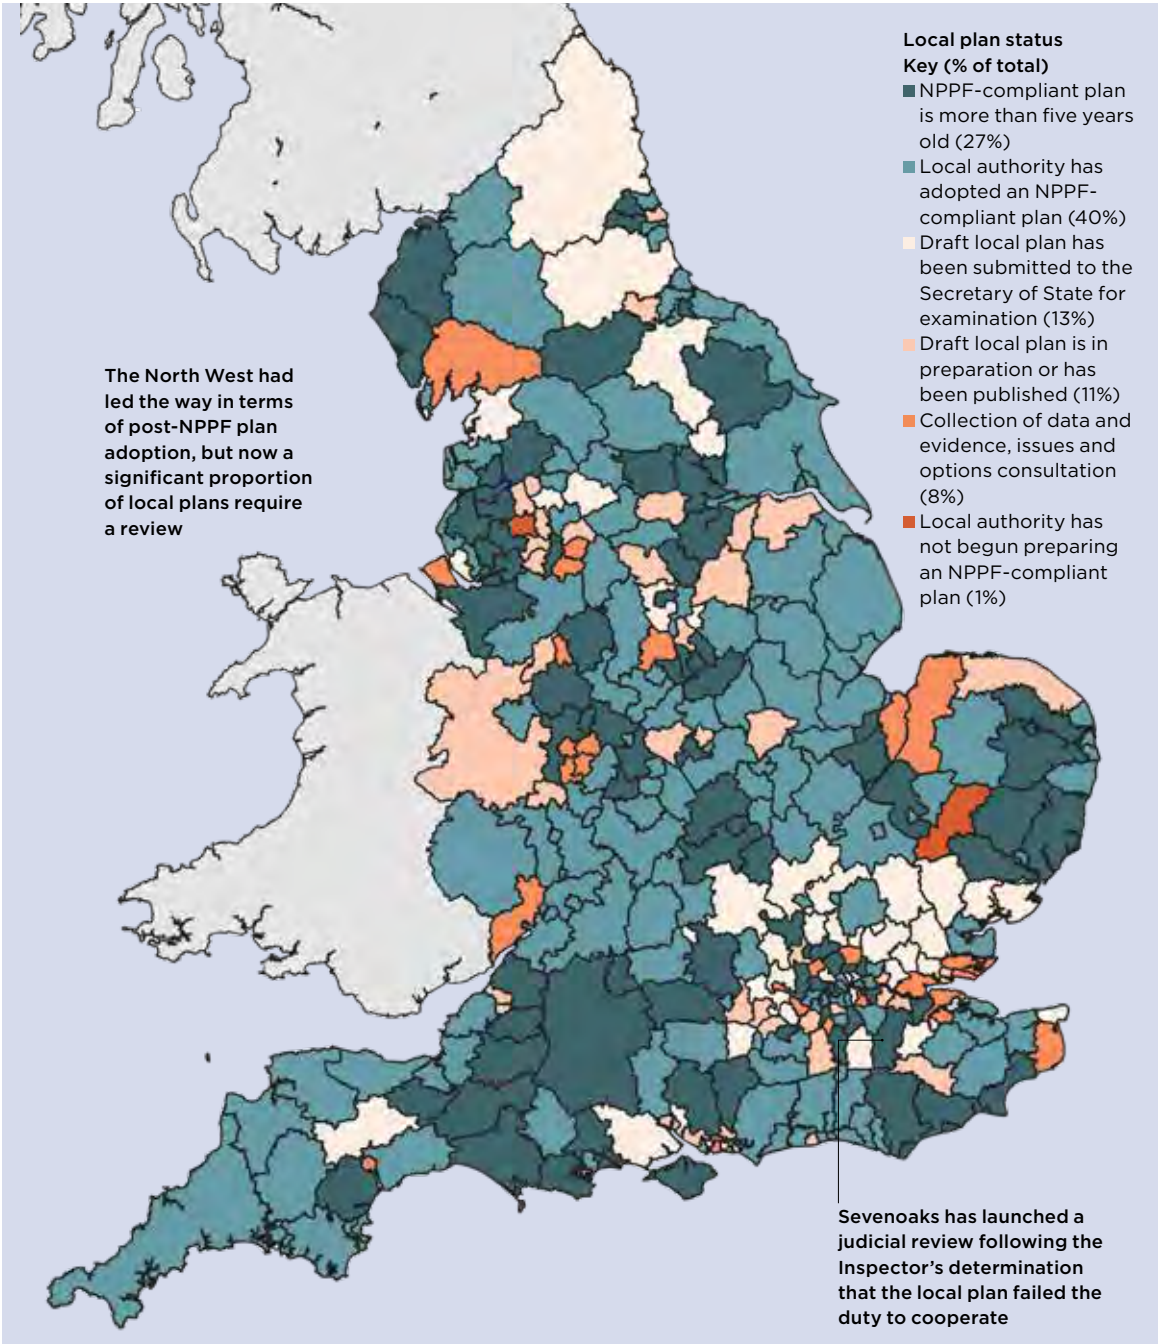 Local plan status
Key (% of total)
NPPF-compliant plan
is more than five years
old (27%)
Local authority has
adopted an NPPF-
compliant plan (40%)
Draft local plan has
been submitted to the
Secretary of State for
examination (13%)
Draft local plan is in
preparation or has
been published (11%)
Collection of data and
evidence, issues and
options consultation
(8%)
Local authority has
not begun preparing
an NPPF-compliant
plan (1%)
The North West had
led the way in terms
of post-NPPF plan
adoption, but now a
significant proportion
of local plans require
a review
Sevenoaks has launched a
judicial review following the
Inspector’s determination
that the local plan failed the
duty to cooperate